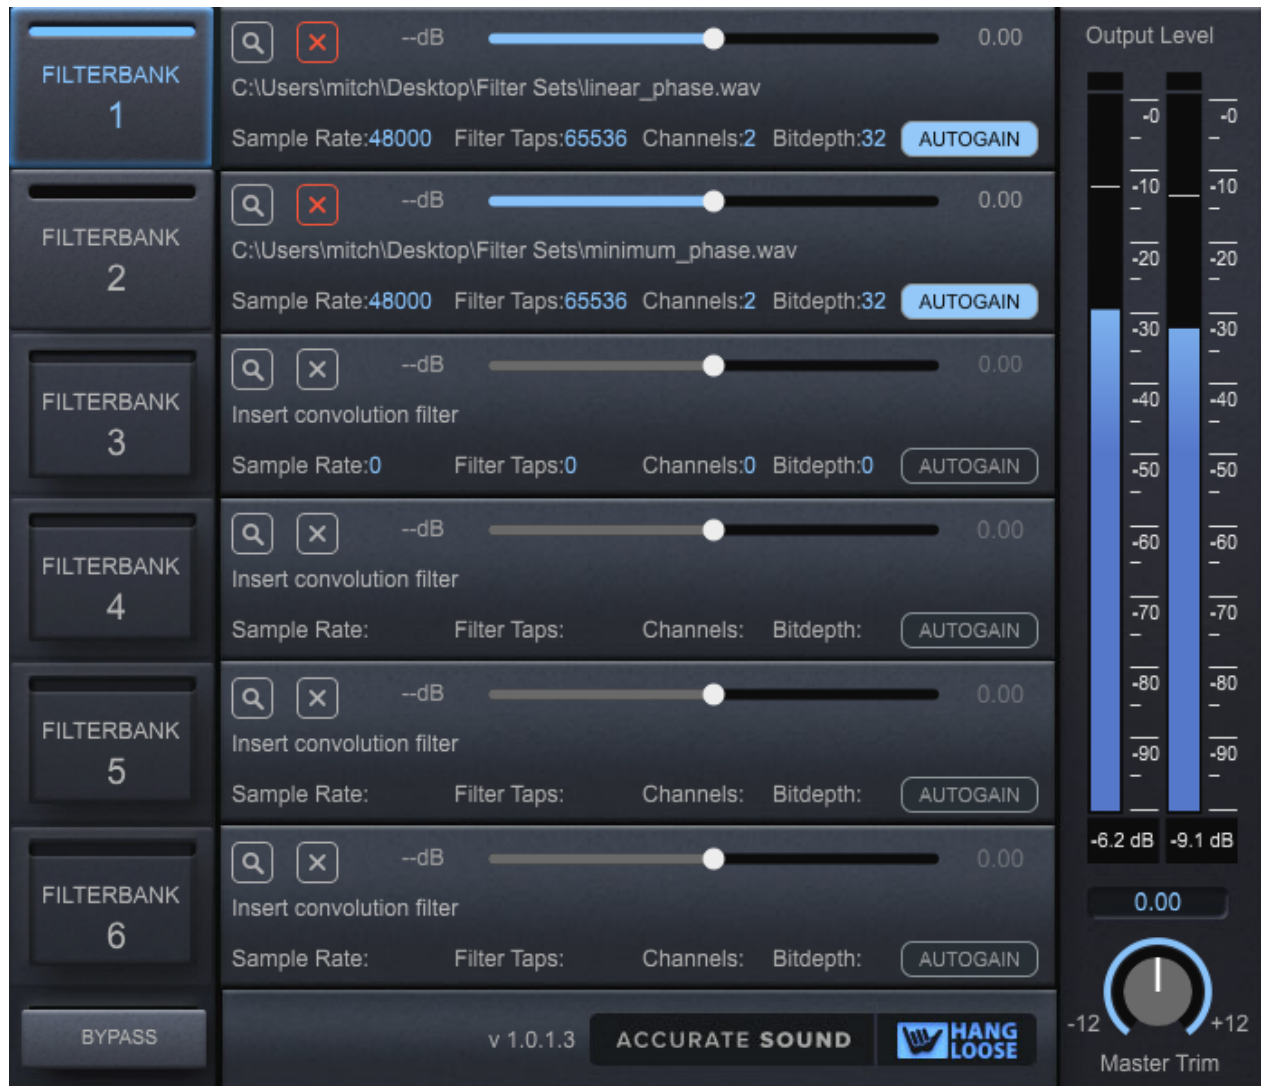 FILTERBANK
1
--dB 0.00
C:\Users\mitch\Desktop\Filter Sets\linear_phase.wav
Sample Rate:48000 Filter Taps:65536 Channels:2 Bitdepth:32 AUTOGAIN
FILTERBANK
2
--dB 0.00
C:\Users\mitch\Desktop\Filter Sets\minimum_phase.wav
Sample Rate:48000 Filter Taps:65536 Channels:2 Bitdepth:32 AUTOGAIN
FILTERBANK
3
--dB 0.00
Insert convolution filter
Sample Rate:0 Filter Taps:0 Channels:0 Bitdepth:0 AUTOGAIN
FILTERBANK
4
--dB 0.00
Insert convolution filter
Sample Rate: Filter Taps: Channels: Bitdepth: AUTOGAIN
FILTERBANK
5
--dB 0.00
Insert convolution filter
Sample Rate: Filter Taps: Channels: Bitdepth: AUTOGAIN
FILTERBANK
6
--dB 0.00
Insert convolution filter
Sample Rate: Filter Taps: Channels: Bitdepth: AUTOGAIN
BYPASS
v 1.0.1.3 ACCURATE SOUND
HANG
LOOSE
Output Level
-0 -0
-10 -10
-20 -20
-30 -30
-40 -40
-50 -50
-60 -60
-70 -70
-80 -80
-90 -90
-6.2 dB -9.1 dB
0.00
-12 +12
Master Trim